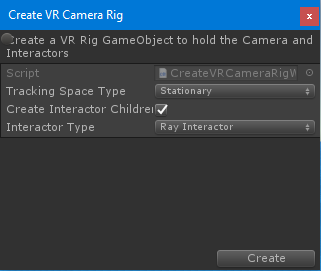 Create VR Camera Rig
x
Create a VR Rig GameObject to hold the Camera and
Interactors
Script CreateVRCameraRigW
Tracking Space Type Stationary
Create Interactor Children
Interactor Type Ray Interactor
Create